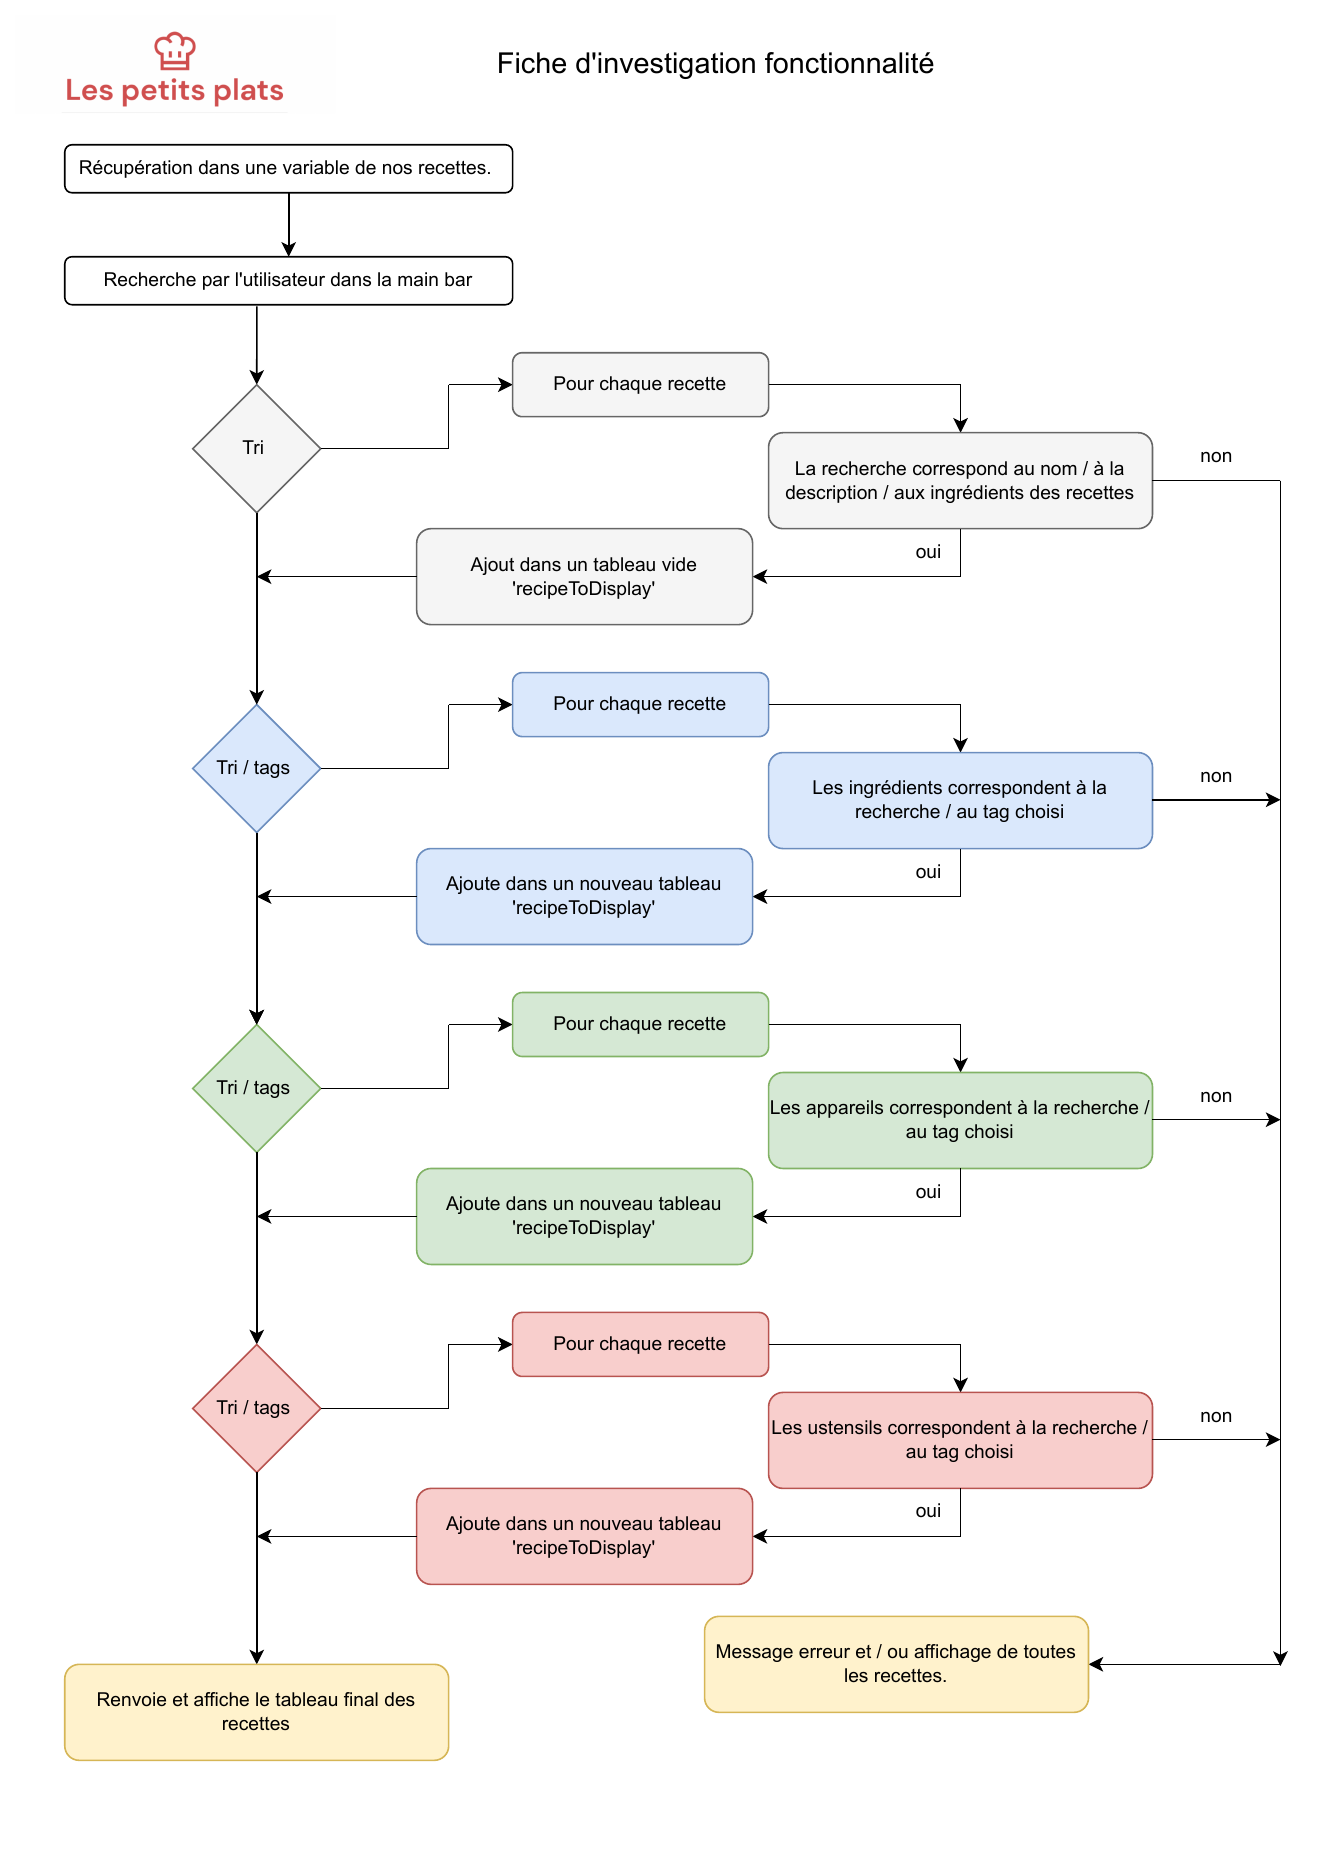 Les petits plats
Fiche d'investigation fonctionnalité
Récupération dans une variable de nos recettes.
Recherche par l'utilisateur dans la main bar
Tri
Pour chaque recette
La recherche correspond au nom / à la
description / aux ingrédients des recettes
non
oui
Ajout dans un tableau vide
'recipeToDisplay'
Tri / tags
Pour chaque recette
Les ingrédients correspondent à la
recherche / au tag choisi
non
oui
Ajoute dans un nouveau tableau
'recipeToDisplay'
Tri / tags
Pour chaque recette
Les appareils correspondent à la recherche /
au tag choisi
non
oui
Ajoute dans un nouveau tableau
'recipeToDisplay'
Tri / tags
Pour chaque recette
Les ustensils correspondent à la recherche /
au tag choisi
non
oui
Ajoute dans un nouveau tableau
'recipeToDisplay'
Message erreur et / ou affichage de toutes
les recettes.
Renvoie et affiche le tableau final des
recettes